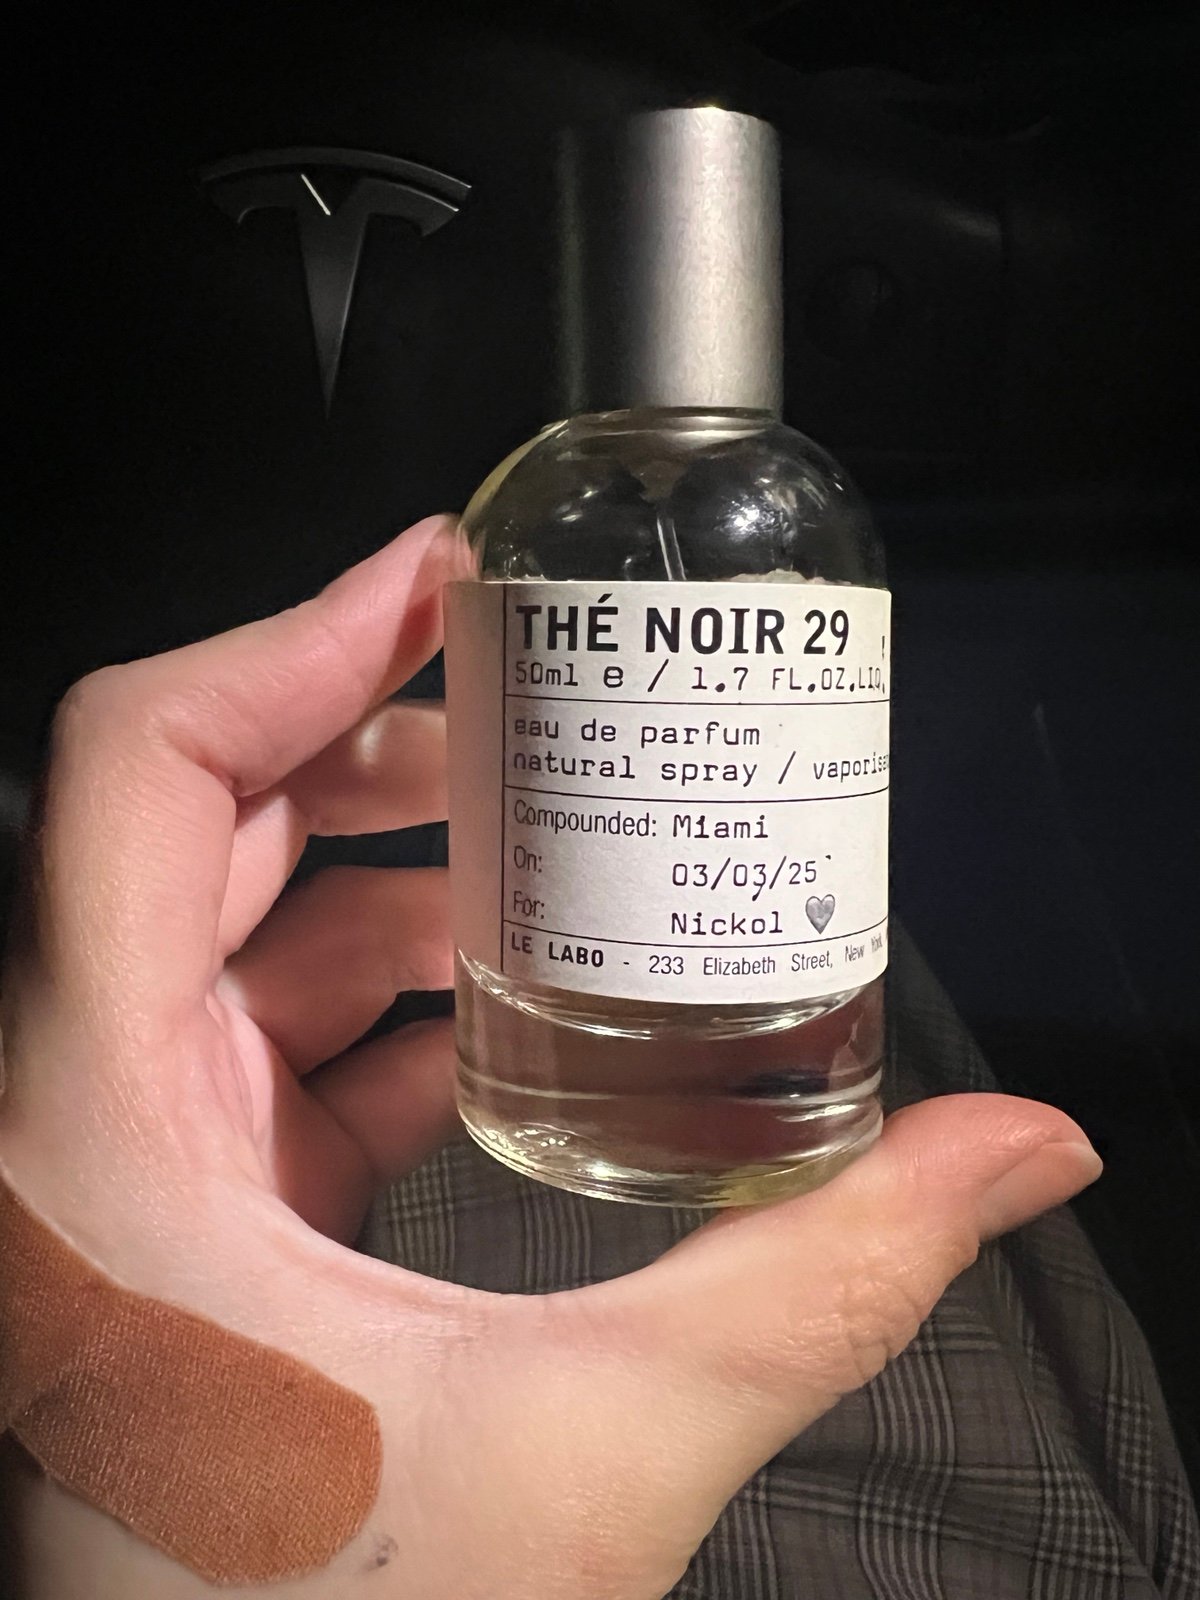 THÉ NOIR 29
50ml e / 1.7 FL.OZ.LIQ.
eau de parfum
natural spray /
Compounded: Miami
On: 03/03/25
For: Nickol 🩶
LE LABO - 233 Elizabeth Street, New York,